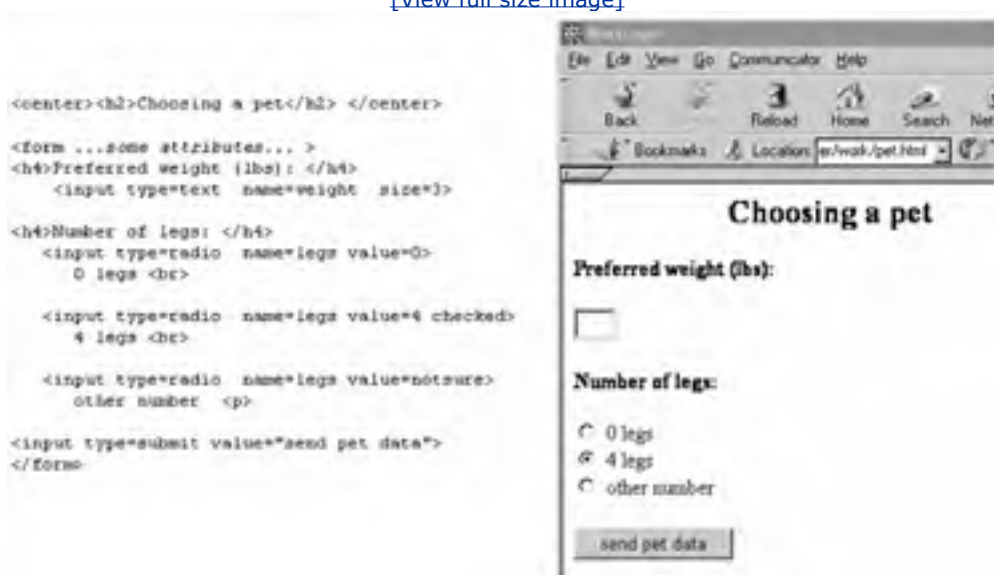 [View full size image]
<center><h2>Choosing a pet</h2> </center>
<form ...some attributes... >
<h4>Preferred weight (lbs): </h4>
<input type=text name=weight size=3>
<h4>Number of legs: </h4>
<input type=radio name=legs value=0>
0 legs <br>
<input type=radio name=legs value=4 checked>
4 legs <br>
<input type=radio name=legs value=notsure>
other number <p>
<input type=submit value="send pet data">
</form>
File Edit View Go Communicator Help
Back Reload Home Search Net
Bookmarks Location: er/work/pet.html
Choosing a pet
Preferred weight (lbs):
Number of legs:
0 legs
4 legs
other number
send pet data